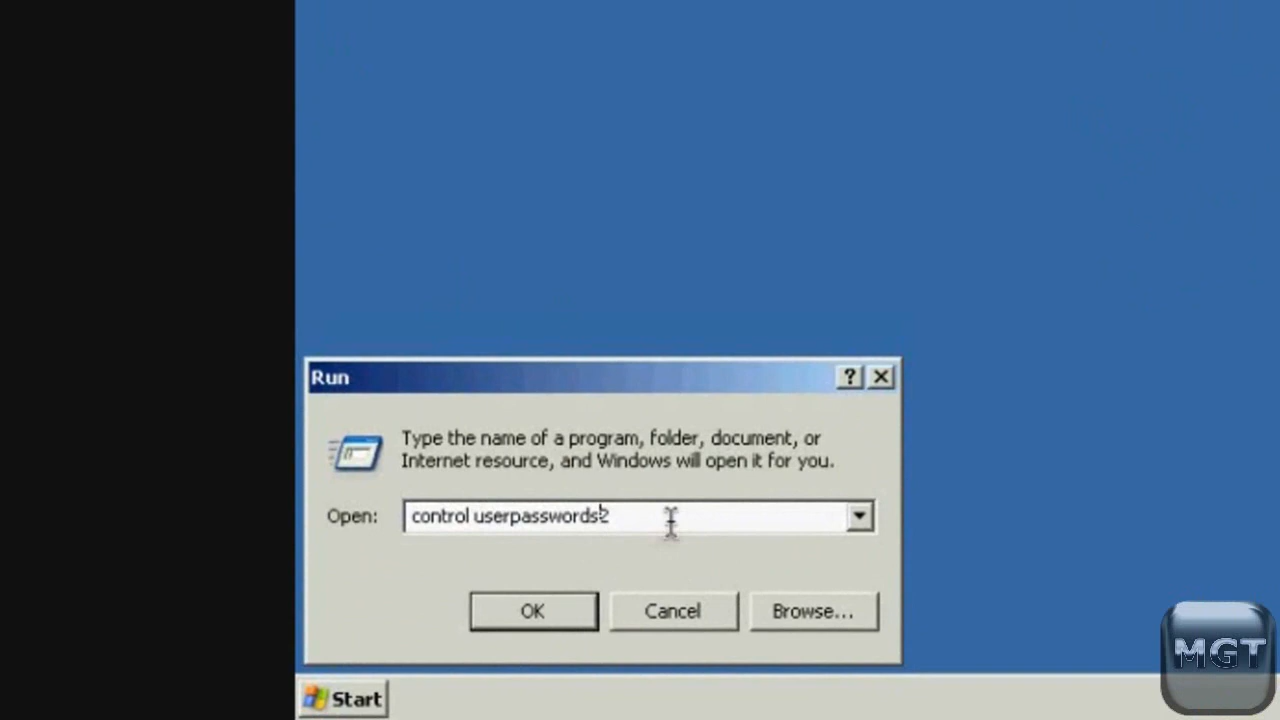 Run
Type the name of a program, folder, document, or
Internet resource, and Windows will open it for you.
Open:
control userpasswords2
OK
Cancel
Browse...
Start
MGT